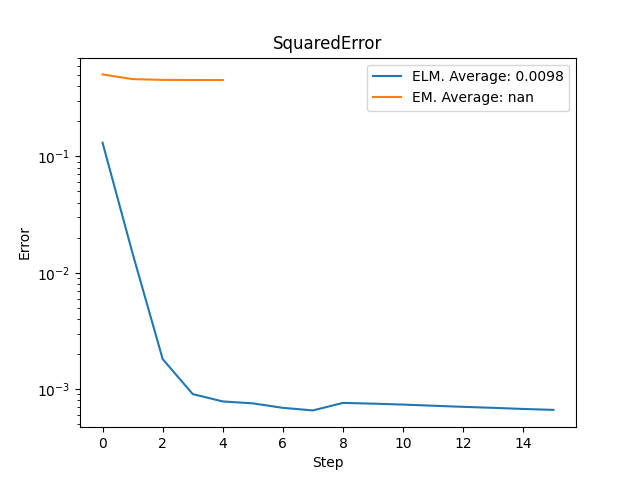 SquaredError
ELM. Average: 0.0098
EM. Average: nan
Error
10⁻¹
10⁻²
10⁻³
0 2 4 6 8 10 12 14
Step